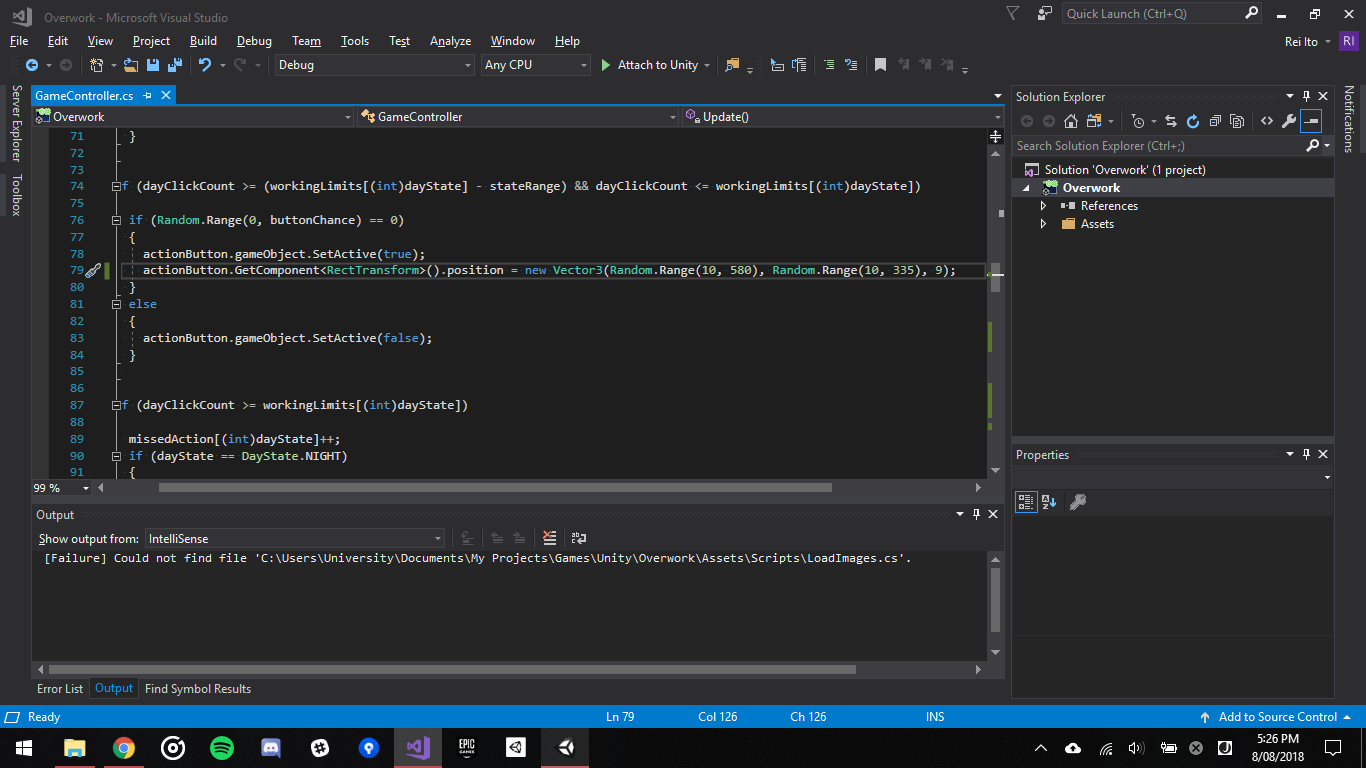 Overwork - Microsoft Visual Studio
Quick Launch (Ctrl+Q)
File Edit View Project Build Debug Team Tools Test Analyze Window Help
Rei Ito RI
Debug Any CPU Attach to Unity
Server Explorer
Toolbox
GameController.cs
Overwork GameController Update()
71 }
72
73
74 f (dayClickCount >= (workingLimits[(int)dayState] - stateRange) && dayClickCount <= workingLimits[(int)dayState])
75
76 if (Random.Range(0, buttonChance) == 0)
77 {
78 actionButton.gameObject.SetActive(true);
79 actionButton.GetComponent<RectTransform>().position = new Vector3(Random.Range(10, 580), Random.Range(10, 335), 9);
80 }
81 else
82 {
83 actionButton.gameObject.SetActive(false);
84 }
85
86
87 f (dayClickCount >= workingLimits[(int)dayState])
88
89 missedAction[(int)dayState]++;
90 if (dayState == DayState.NIGHT)
91 {
99 %
Output
Show output from: IntelliSense
[Failure] Could not find file 'C:\Users\University\Documents\My Projects\Games\Unity\Overwork\Assets\Scripts\LoadImages.cs'.
Error List Output Find Symbol Results
Solution Explorer
Search Solution Explorer (Ctrl+;)
Solution 'Overwork' (1 project)
Overwork
References
Assets
Properties
Notifications
Ready Ln 79 Col 126 Ch 126 INS Add to Source Control
EPIC GAMES
5:26 PM
8/08/2018